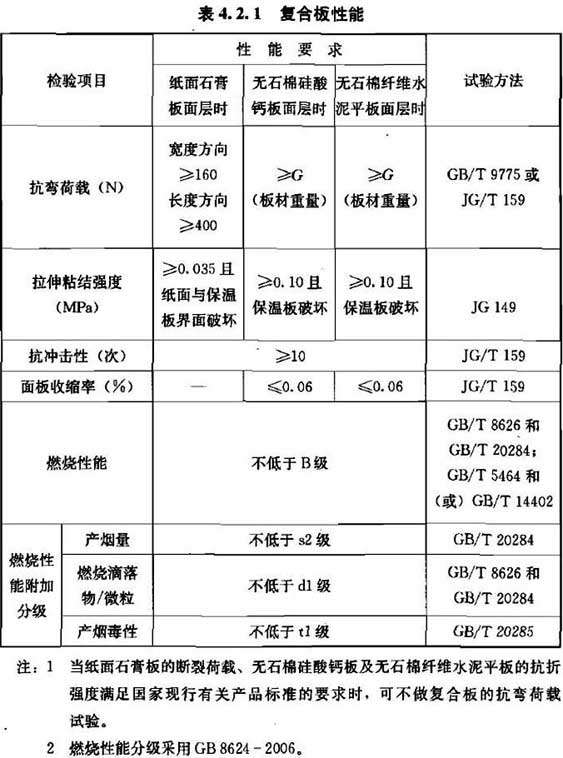 表 4.2.1 复合板性能
检验项目
性 能 要 求
试验方法
纸面石膏
板面层时
无石棉硅酸
钙板面层时
无石棉纤维水
泥平板面层时
抗弯荷载（N）
宽度方向
≥160
长度方向
≥400
≥G
（板材重量）
≥G
（板材重量）
GB/T 9775 或
JG/T 159
拉伸粘结强度
（MPa）
≥0.035 且
纸面与保温
板界面破坏
≥0.10 且
保温板破坏
≥0.10 且
保温板破坏
JG 149
抗冲击性（次）
≥10
JG/T 159
面板收缩率（%）
—
≤0.06
≤0.06
JG/T 159
燃烧性能
不低于 B 级
GB/T 8626 和
GB/T 20284；
GB/T 5464 和
（或）GB/T 14402
燃烧性
能附加
分级
产烟量
不低于 s2 级
GB/T 20284
燃烧滴落
物/微粒
不低于 d1 级
GB/T 8626 和
GB/T 20284
产烟毒性
不低于 t1 级
GB/T 20285
注：1 当纸面石膏板的断裂荷载、无石棉硅酸钙板及无石棉纤维水泥平板的抗折
强度满足国家现行有关产品标准的要求时，可不做复合板的抗弯荷载
试验。
2 燃烧性能分级采用 GB 8624－2006。